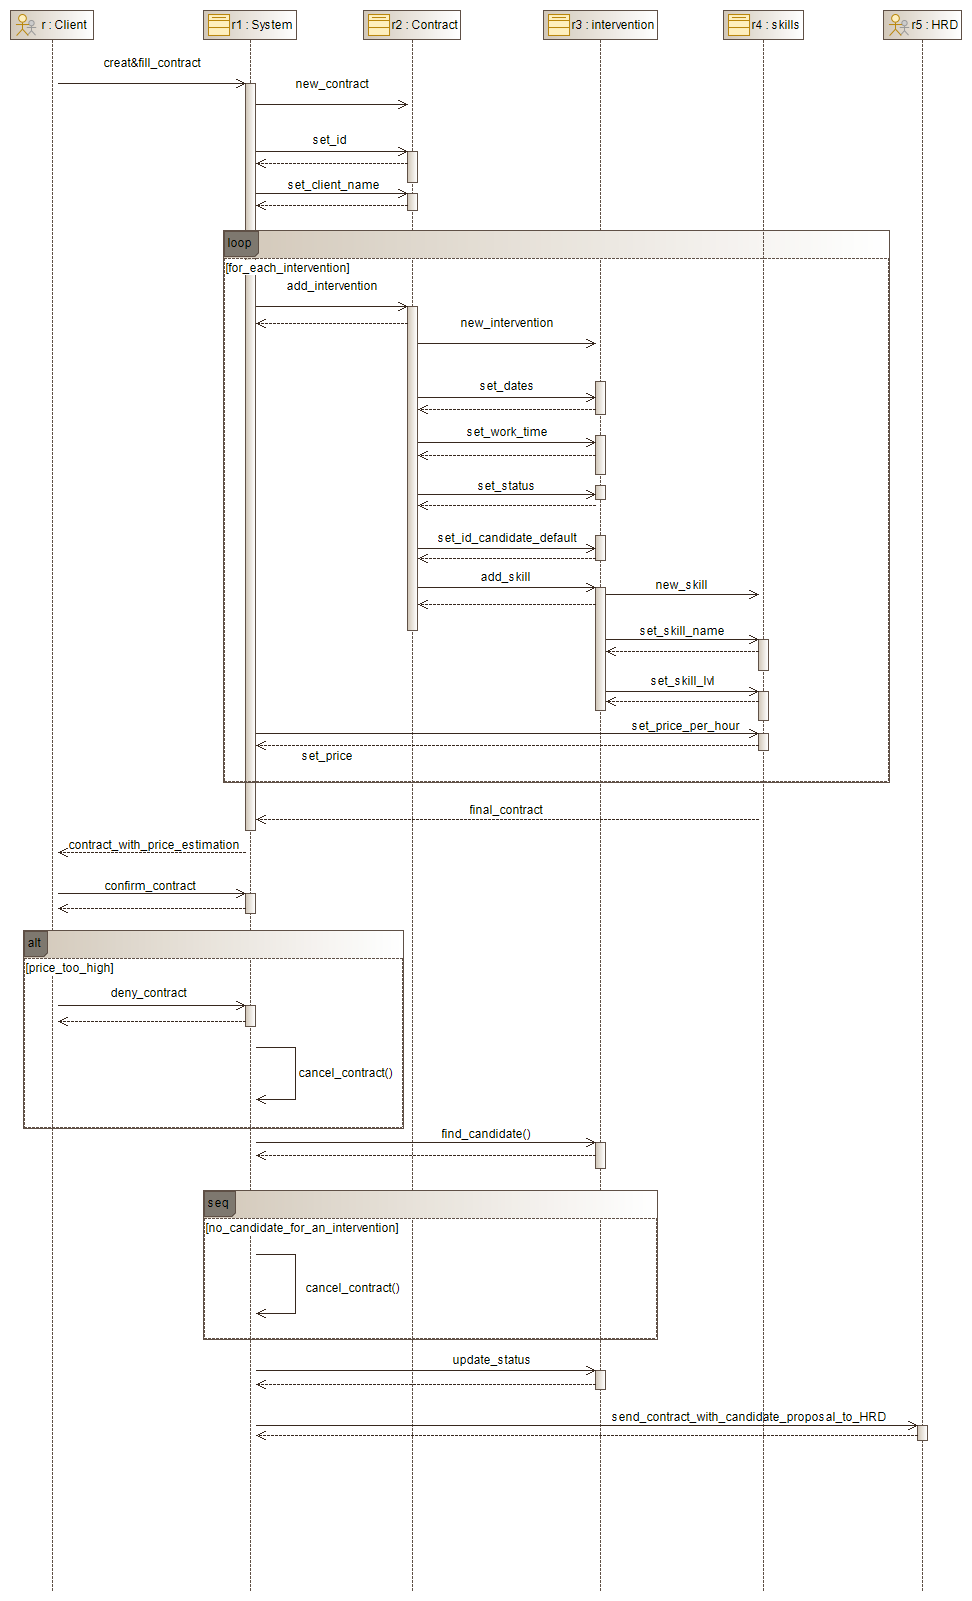 r : Client
r1 : System
r2 : Contract
r3 : intervention
r4 : skills
r5 : HRD
creat&fill_contract
new_contract
set_id
set_client_name
loop
[for_each_intervention]
add_intervention
new_intervention
set_dates
set_work_time
set_status
set_id_candidate_default
add_skill
new_skill
set_skill_name
set_skill_lvl
set_price_per_hour
set_price
final_contract
contract_with_price_estimation
confirm_contract
alt
[price_too_high]
deny_contract
cancel_contract()
find_candidate()
seq
[no_candidate_for_an_intervention]
cancel_contract()
update_status
send_contract_with_candidate_proposal_to_HRD